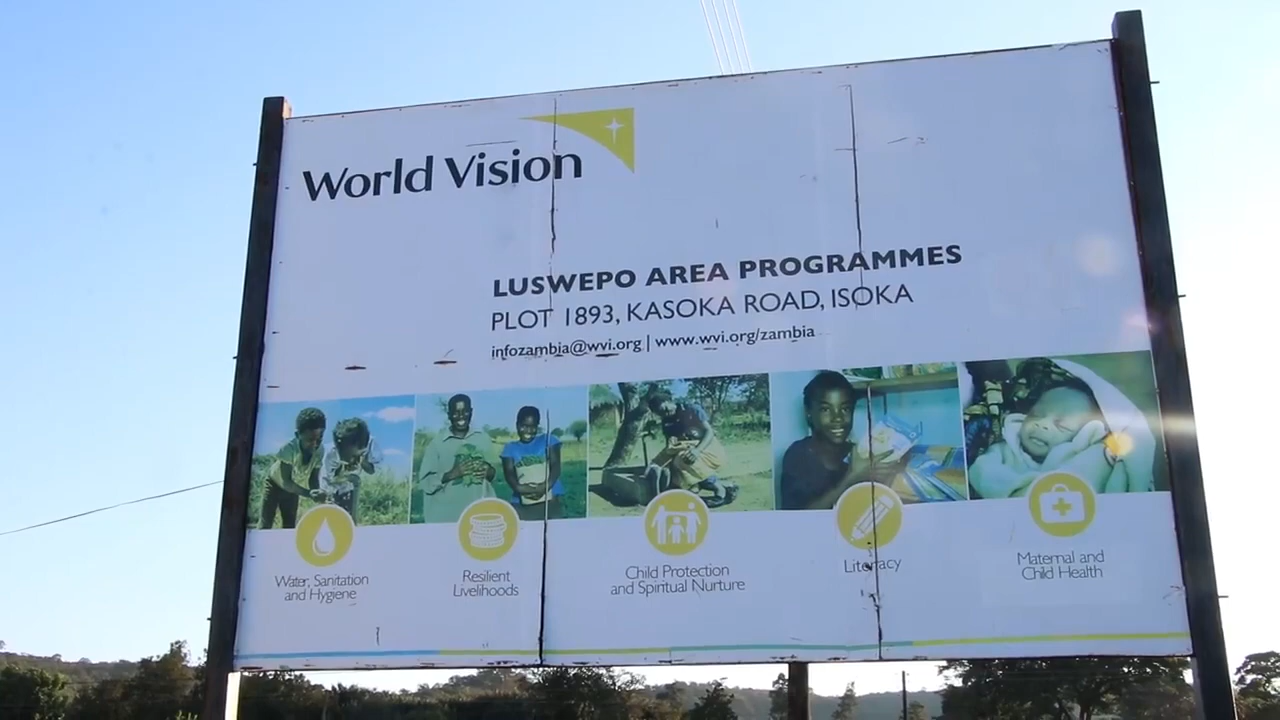 World Vision
LUSWEPO AREA PROGRAMMES
PLOT 1893, KASOKA ROAD, ISOKA
infozambia@wvi.org | www.wvi.org/zambia
Water, Sanitation
and Hygiene
Resilient
Livelihoods
Child Protection
and Spiritual Nurture
Literacy
Maternal and
Child Health